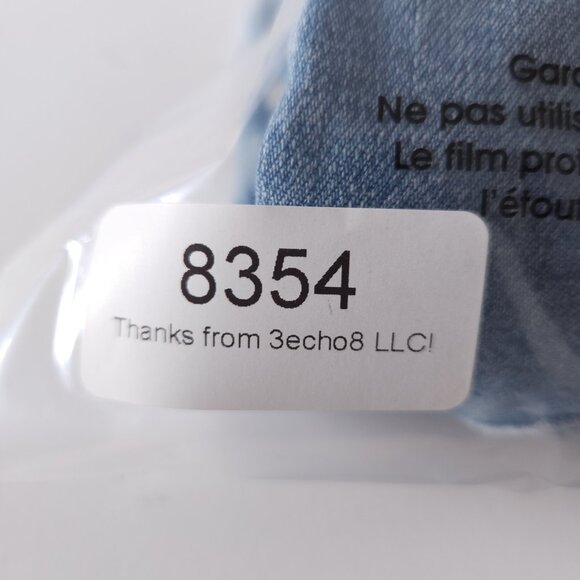 Ne pas
Le film
8354
Thanks from 3echo8 LLC!